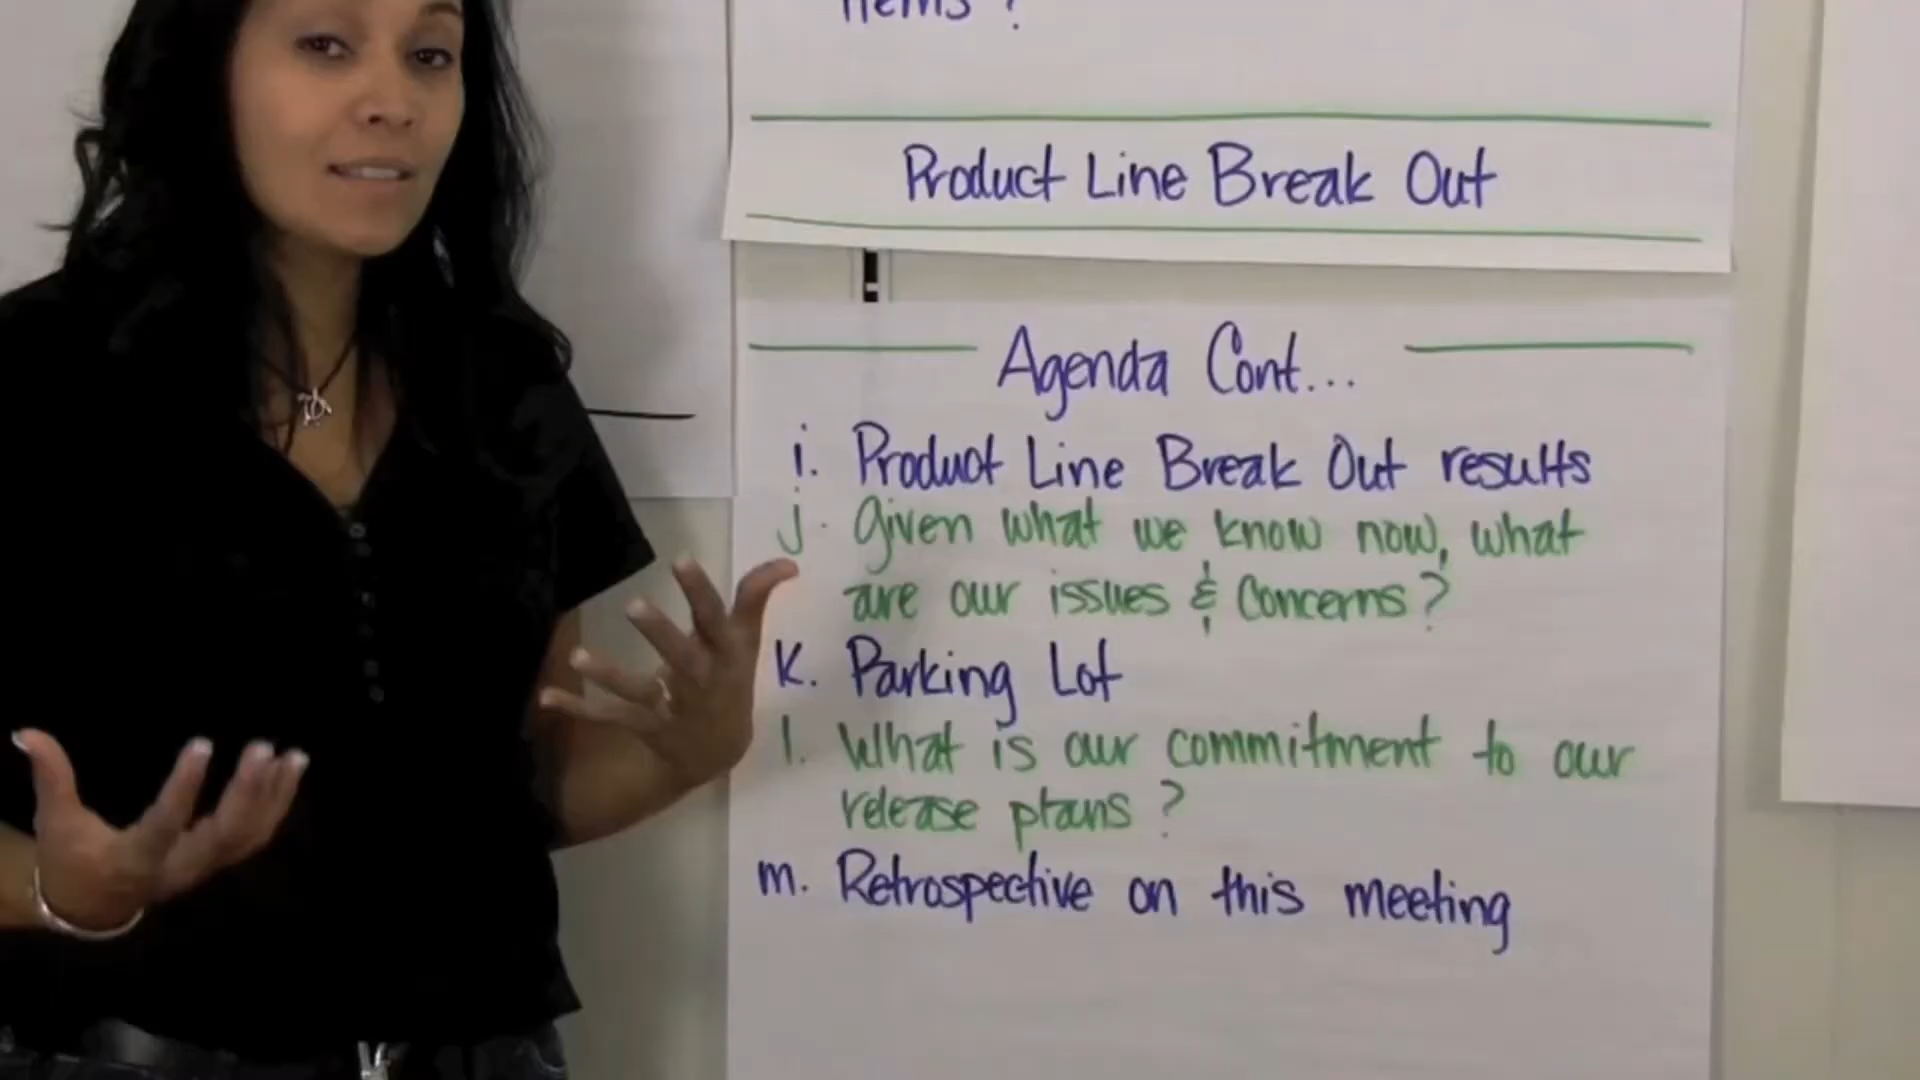 items ?
Product Line Break Out
Agenda Cont...
i. Product Line Break Out results
j. Given what we know now, what
are our issues & Concerns?
K. Parking Lot
l. What is our commitment to our
release plans?
m. Retrospective on this meeting